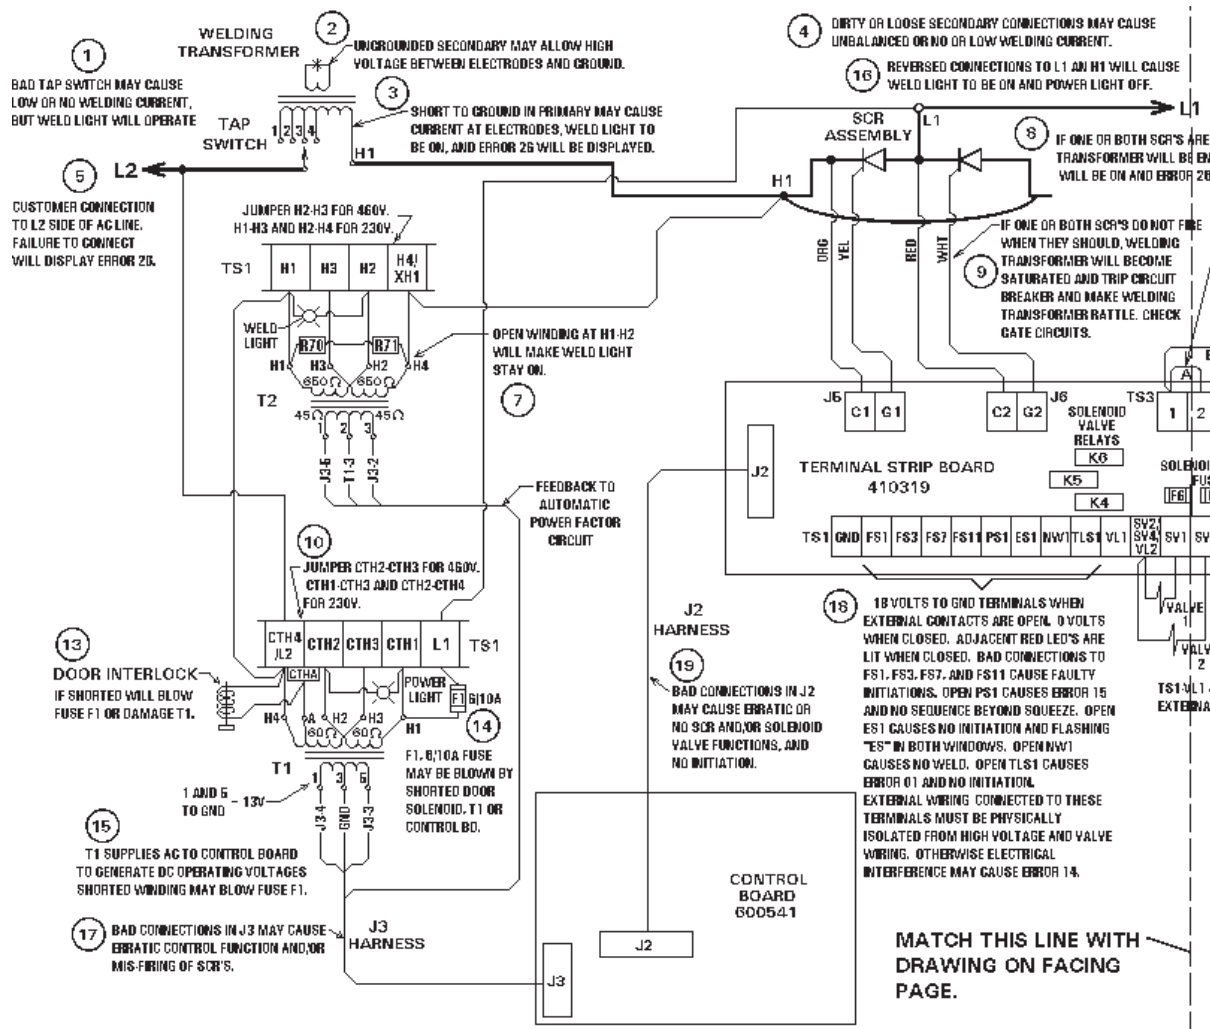 WELDING
TRANSFORMER
2
UNGROUNDED SECONDARY MAY ALLOW HIGH
VOLTAGE BETWEEN ELECTRODES AND GROUND.
4
DIRTY OR LOOSE SECONDARY CONNECTIONS MAY CAUSE
UNBALANCED OR NO OR LOW WELDING CURRENT.
1
BAD TAP SWITCH MAY CAUSE
LOW OR NO WELDING CURRENT,
BUT WELD LIGHT WILL OPERATE
16
REVERSED CONNECTIONS TO L1 AN H1 WILL CAUSE
WELD LIGHT TO BE ON AND POWER LIGHT OFF.
3
SHORT TO GROUND IN PRIMARY MAY CAUSE
CURRENT AT ELECTRODES, WELD LIGHT TO
BE ON, AND ERROR 26 WILL BE DISPLAYED.
TAP
SWITCH
1 2 3 4
H1
L1
L1
SCR
ASSEMBLY
8
IF ONE OR BOTH SCR'S ARE
TRANSFORMER WILL BE EN
WILL BE ON AND ERROR 26
5
L2
CUSTOMER CONNECTION
TO L2 SIDE OF AC LINE.
FAILURE TO CONNECT
WILL DISPLAY ERROR 20.
H1
JUMPER H2-H3 FOR 460V.
H1-H3 AND H2-H4 FOR 230V.
TS1
H1
H3
H2
H4/
XH1
ORG
YEL
RED
WHT
9
IF ONE OR BOTH SCR'S DO NOT FIRE
WHEN THEY SHOULD, WELDING
TRANSFORMER WILL BECOME
SATURATED AND TRIP CIRCUIT
BREAKER AND MAKE WELDING
TRANSFORMER RATTLE. CHECK
GATE CIRCUITS.
WELD
LIGHT
R70
R71
OPEN WINDING AT H1-H2
WILL MAKE WELD LIGHT
STAY ON.
7
H1
H3
H2
H4
650Ω
650Ω
T2
45Ω
45Ω
1
2
3
J3-6
T1-3
J3-2
FEEDBACK TO
AUTOMATIC
POWER FACTOR
CIRCUIT
J5
C1
G1
C2
G2
J6
TS3
1
2
A
SOLENOID
VALVE
RELAYS
K6
K5
K4
J2
TERMINAL STRIP BOARD
410319
SOLENOI
FUS
F6
TS1
GND
FS1
FS3
FS7
FS11
PS1
ES1
NW1
TLS1
VL1
SV2/
SV4/
VL2
SV1
SV
VALVE
1
VALV
2
TS1-VL1
EXTERNA
10
JUMPER CTH2-CTH3 FOR 460V.
CTH1-CTH3 AND CTH2-CTH4
FOR 230V.
CTH4
/L2
CTH2
CTH3
CTH1
L1
TS1
CTHA
13
DOOR INTERLOCK
IF SHORTED WILL BLOW
FUSE F1 OR DAMAGE T1.
POWER
LIGHT
F1
6/10A
14
H4
A
H2
H3
H1
60Ω
60Ω
T1
F1, 6/10A FUSE
MAY BE BLOWN BY
SHORTED DOOR
SOLENOID, T1 OR
CONTROL BD.
1 AND 6
TO GND
- 13V
1
3
6
J3-4
GND
J3-3
15
T1 SUPPLIES AC TO CONTROL BOARD
TO GENERATE DC OPERATING VOLTAGES
SHORTED WINDING MAY BLOW FUSE F1.
17
BAD CONNECTIONS IN J3 MAY CAUSE
ERRATIC CONTROL FUNCTION AND/OR
MIS-FIRING OF SCR'S.
J3
HARNESS
J2
HARNESS
19
BAD CONNECTIONS IN J2
MAY CAUSE ERRATIC OR
NO SCR AND/OR SOLENOID
VALVE FUNCTIONS, AND
NO INITIATION.
18
18 VOLTS TO GND TERMINALS WHEN
EXTERNAL CONTACTS ARE OPEN. 0 VOLTS
WHEN CLOSED. ADJACENT RED LED'S ARE
LIT WHEN CLOSED. BAD CONNECTIONS TO
FS1, FS3, FS7, AND FS11 CAUSE FAULTY
INITIATIONS. OPEN PS1 CAUSES ERROR 15
AND NO SEQUENCE BEYOND SQUEEZE. OPEN
ES1 CAUSES NO INITIATION AND FLASHING
"ES" IN BOTH WINDOWS. OPEN NW1
CAUSES NO WELD. OPEN TLS1 CAUSES
ERROR 01 AND NO INITIATION.
EXTERNAL WIRING CONNECTED TO THESE
TERMINALS MUST BE PHYSICALLY
ISOLATED FROM HIGH VOLTAGE AND VALVE
WIRING. OTHERWISE ELECTRICAL
INTERFERENCE MAY CAUSE ERROR 14.
CONTROL
BOARD
600541
J2
J3
MATCH THIS LINE WITH
DRAWING ON FACING
PAGE.